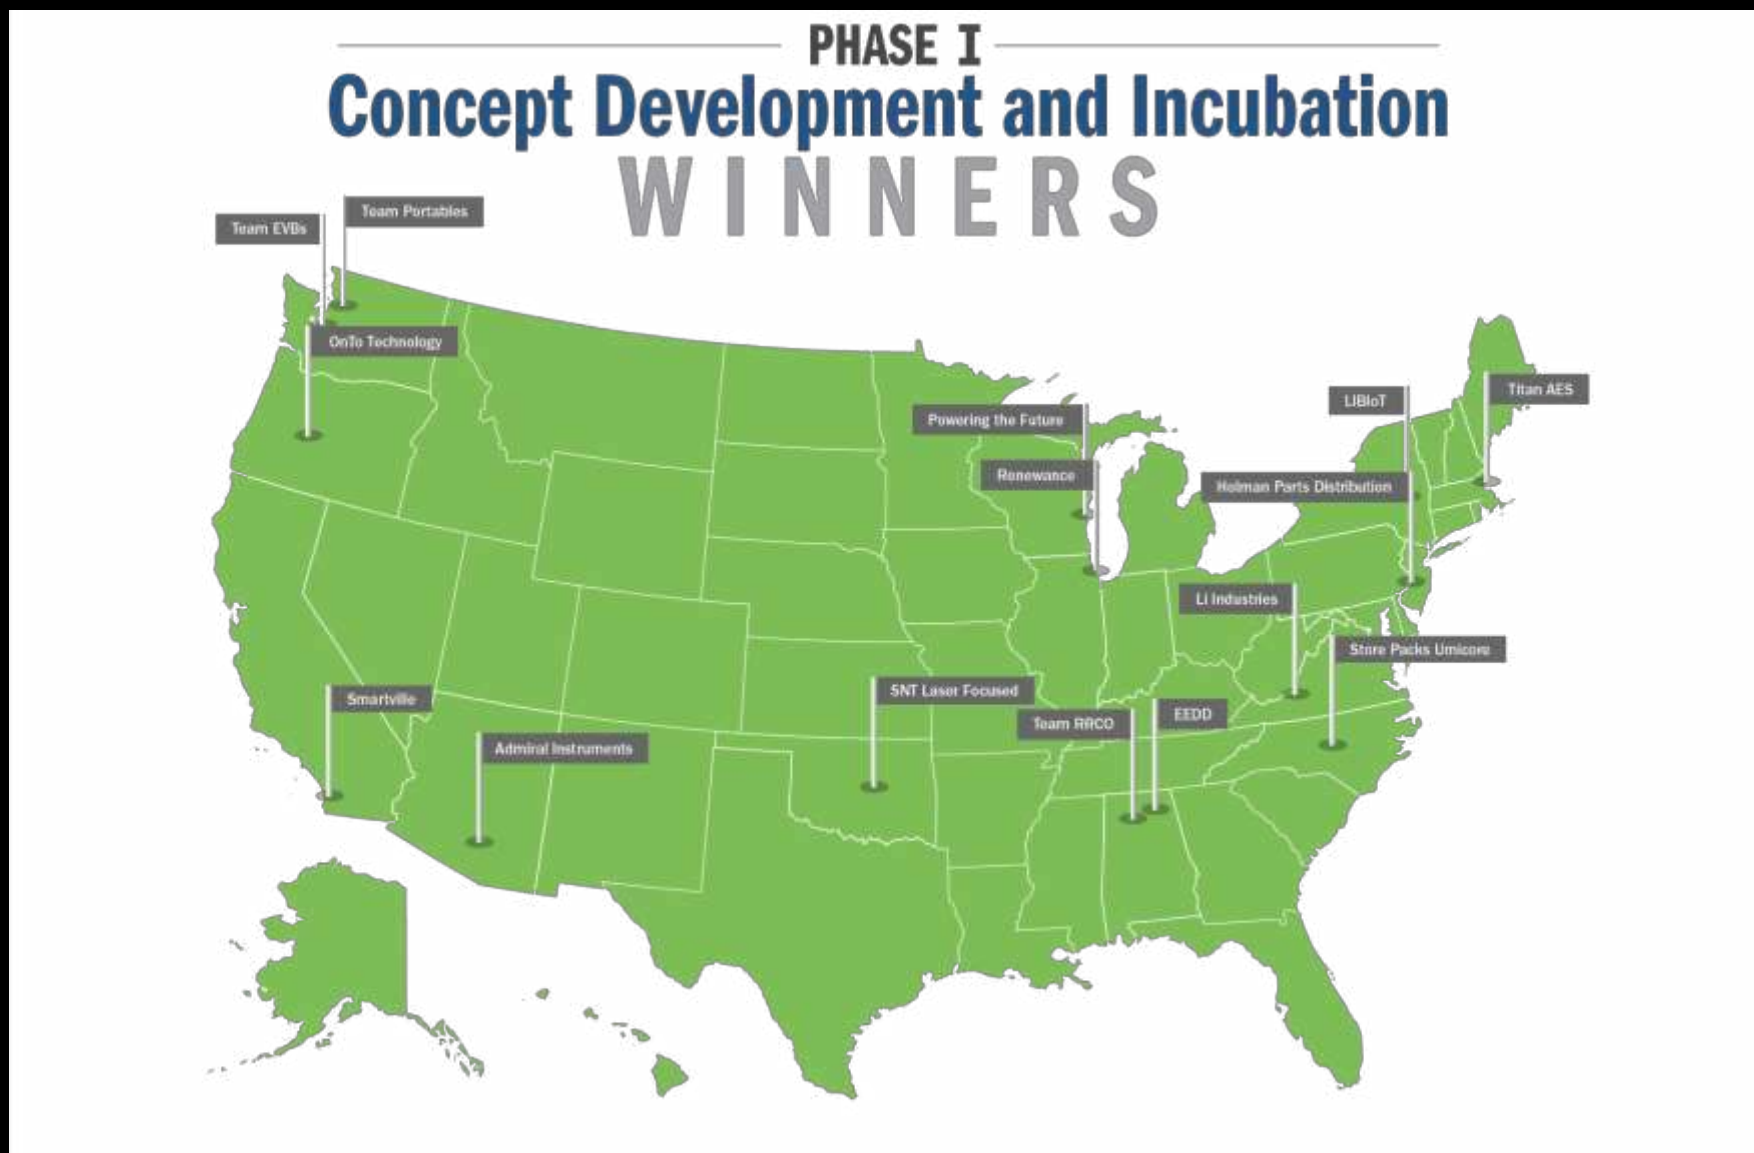 PHASE I
Concept Development and Incubation
WINNERS
Team Portables
Team EVBs
OnTo Technology
Titan AES
LIBIoT
Powering the Future
Renewance
Holman Parts Distribution
Li Industries
Store Packs Umicore
SNT Laser Focused
Smartville
EEDD
Team RRCO
Admiral Instruments